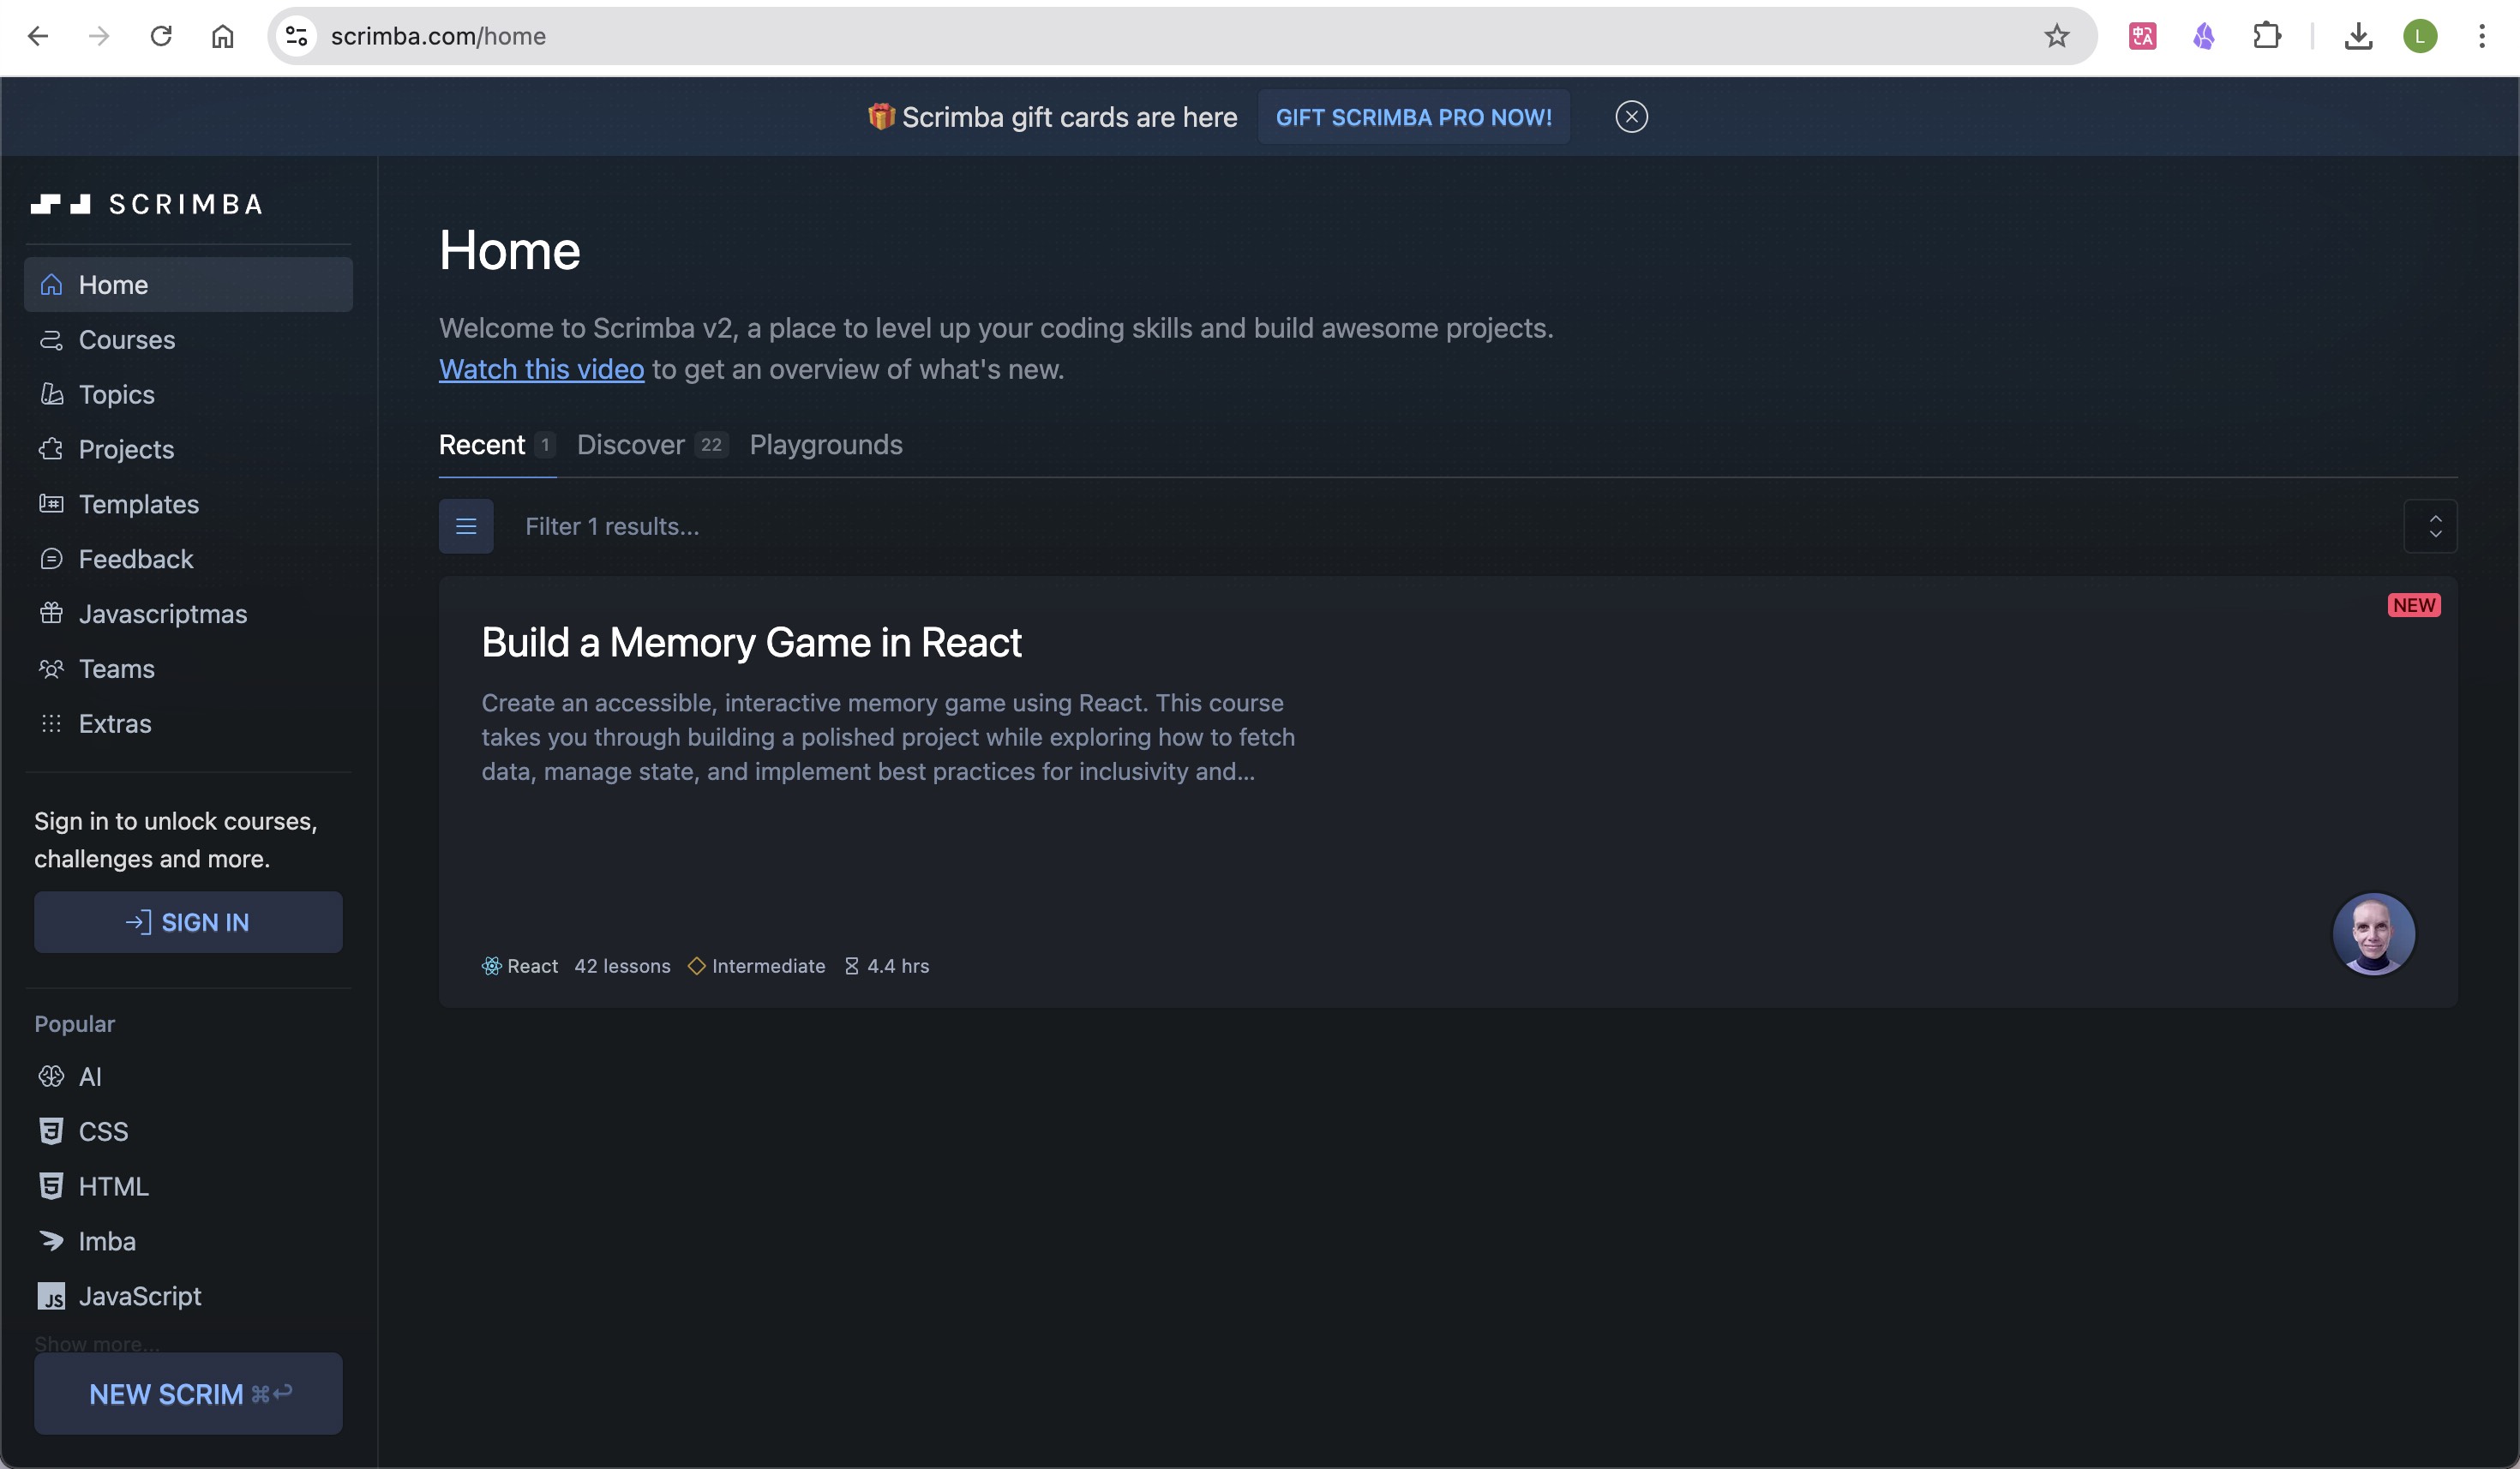 scrimba.com/home
L
🎁 Scrimba gift cards are here GIFT SCRIMBA PRO NOW!
SCRIMBA
Home
Courses
Topics
Projects
Templates
Feedback
Javascriptmas
Teams
Extras
Sign in to unlock courses,
challenges and more.
SIGN IN
Popular
AI
CSS
HTML
Imba
JavaScript
Show more...
NEW SCRIM ⌘↩
Home
Welcome to Scrimba v2, a place to level up your coding skills and build awesome projects.
Watch this video to get an overview of what's new.
Recent 1 Discover 22 Playgrounds
Filter 1 results...
NEW
Build a Memory Game in React
Create an accessible, interactive memory game using React. This course
takes you through building a polished project while exploring how to fetch
data, manage state, and implement best practices for inclusivity and...
React 42 lessons Intermediate 4.4 hrs